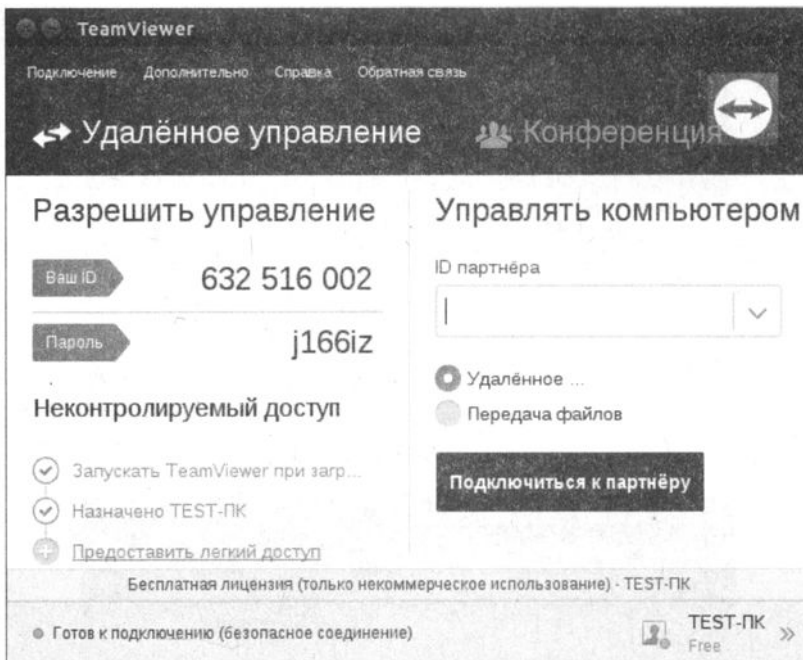 TeamViewer
Подключение Дополнительно Справка Обратная связь
Удалённое управление
Конференция
Разрешить управление
Ваш ID 632 516 002
Пароль j166iz
Неконтролируемый доступ
Запускать TeamViewer при загр...
Назначено TEST-ПК
Предоставить легкий доступ
Управлять компьютером
ID партнёра
Удалённое ...
Передача файлов
Подключиться к партнёру
Бесплатная лицензия (только некоммерческое использование) - TEST-ПК
Готов к подключению (безопасное соединение)
TEST-ПК
Free